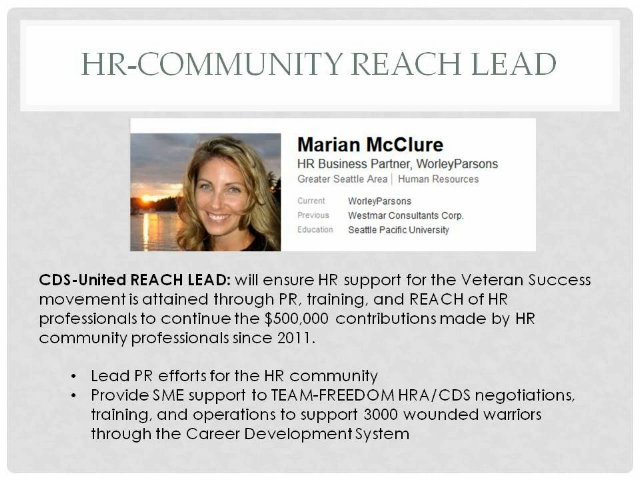 HR-COMMUNITY REACH LEAD
Marian McClure
HR Business Partner, WorleyParsons
Greater Seattle Area | Human Resources
Current WorleyParsons
Previous Westmar Consultants Corp.
Education Seattle Pacific University
CDS-United REACH LEAD: will ensure HR support for the Veteran Success
movement is attained through PR, training, and REACH of HR
professionals to continue the $500,000 contributions made by HR
community professionals since 2011.
• Lead PR efforts for the HR community
• Provide SME support to TEAM-FREEDOM HRA/CDS negotiations,
training, and operations to support 3000 wounded warriors
through the Career Development System